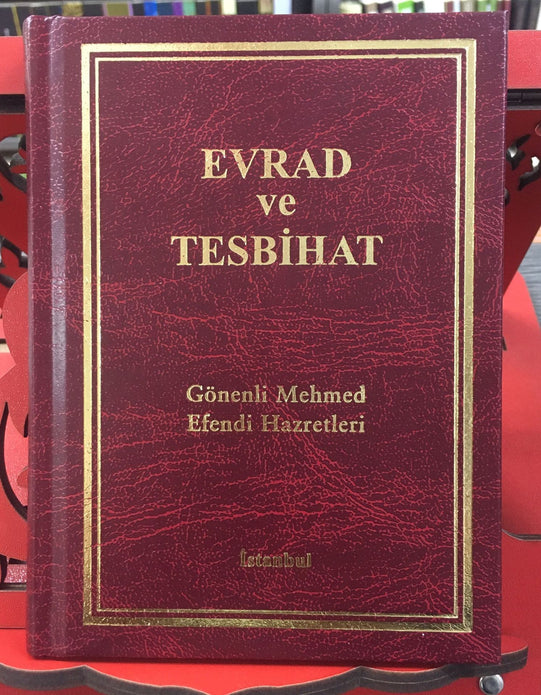 EVRAD
ve
TESBİHAT
Gönenli Mehmed
Efendi Hazretleri
İstanbul